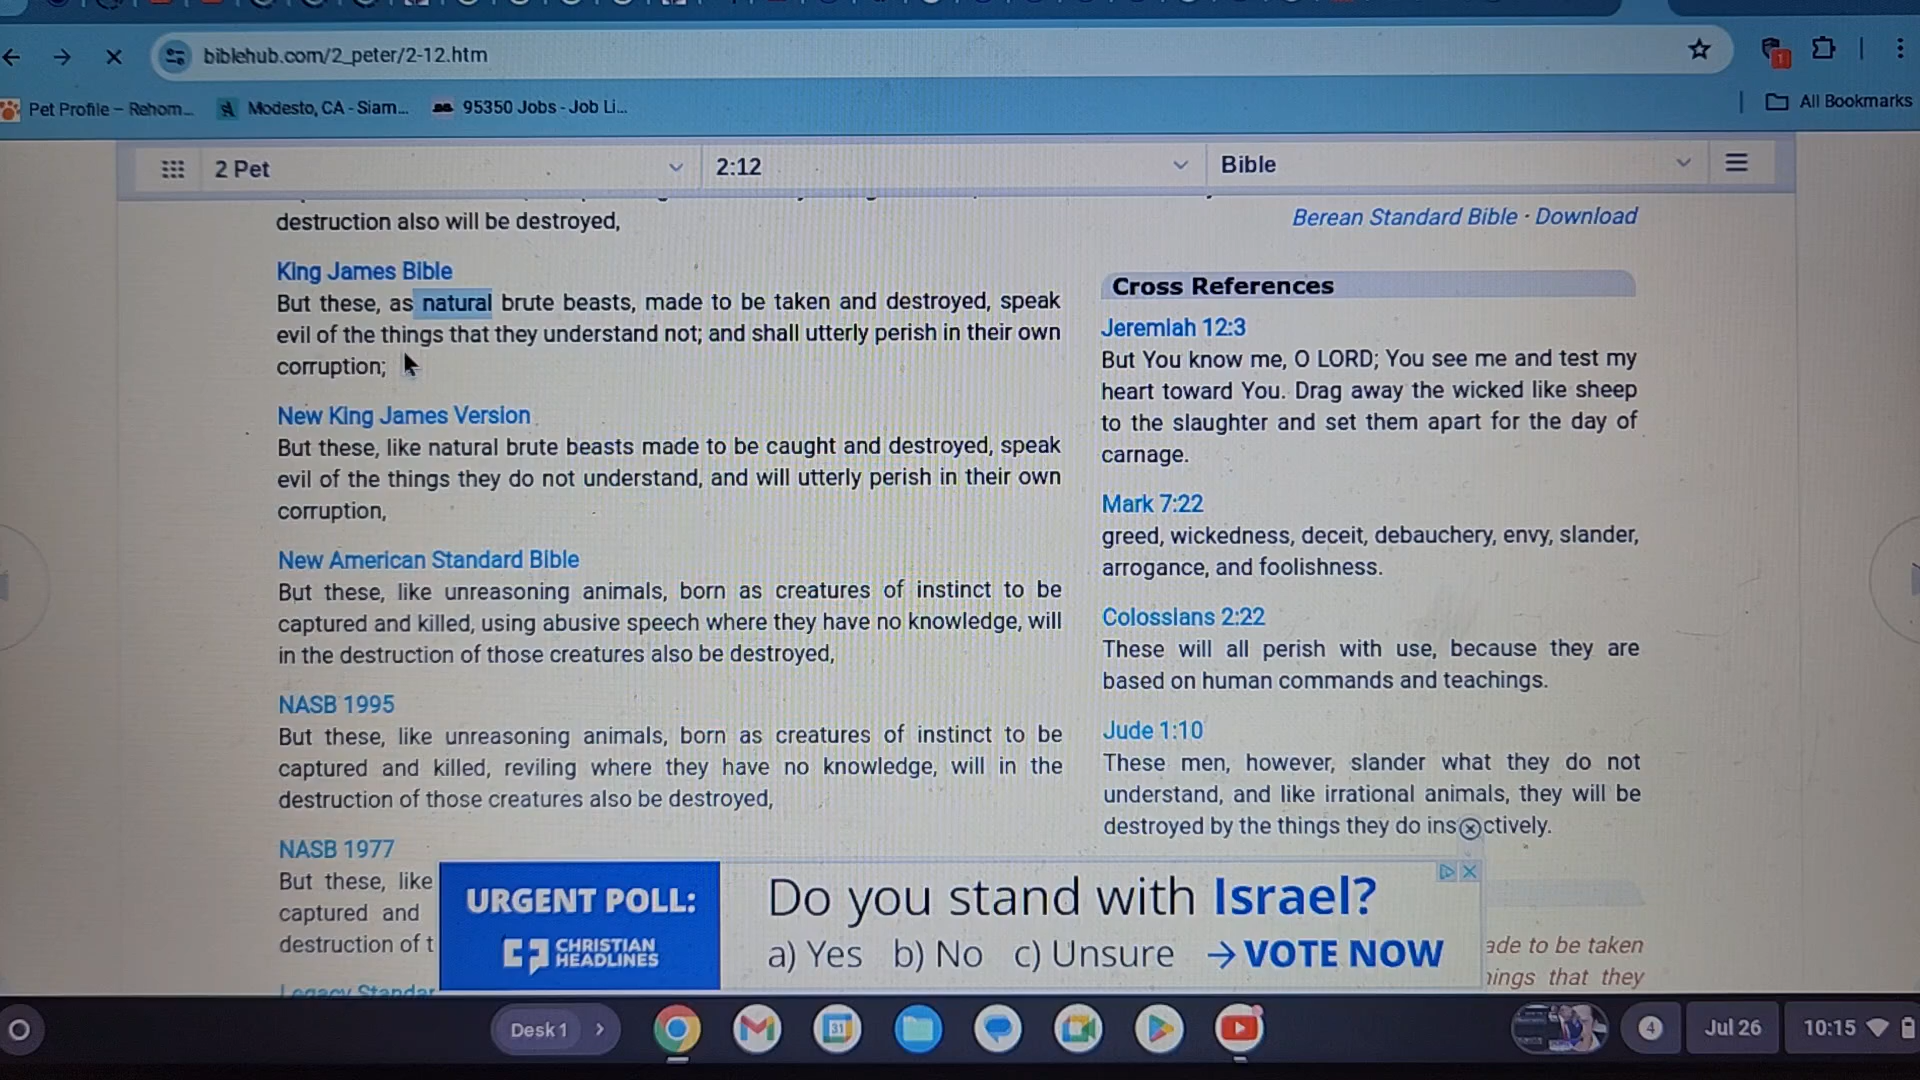 biblehub.com/2_peter/2-12.htm
Pet Profile – Rehom...
Modesto, CA - Siam...
95350 Jobs - Job Li...
All Bookmarks
2 Pet
2:12
Bible
destruction also will be destroyed,
King James Bible
But these, as natural brute beasts, made to be taken and destroyed, speak
evil of the things that they understand not; and shall utterly perish in their own
corruption;
New King James Version
But these, like natural brute beasts made to be caught and destroyed, speak
evil of the things they do not understand, and will utterly perish in their own
corruption,
New American Standard Bible
But these, like unreasoning animals, born as creatures of instinct to be
captured and killed, using abusive speech where they have no knowledge, will
in the destruction of those creatures also be destroyed,
NASB 1995
But these, like unreasoning animals, born as creatures of instinct to be
captured and killed, reviling where they have no knowledge, will in the
destruction of those creatures also be destroyed,
NASB 1977
But these, like
captured and
destruction of t
Legacy Standar
Berean Standard Bible · Download
Cross References
Jeremiah 12:3
But You know me, O LORD; You see me and test my
heart toward You. Drag away the wicked like sheep
to the slaughter and set them apart for the day of
carnage.
Mark 7:22
greed, wickedness, deceit, debauchery, envy, slander,
arrogance, and foolishness.
Colossians 2:22
These will all perish with use, because they are
based on human commands and teachings.
Jude 1:10
These men, however, slander what they do not
understand, and like irrational animals, they will be
destroyed by the things they do ins ctively.
ade to be taken
ings that they
URGENT POLL:
CHRISTIAN
HEADLINES
Do you stand with Israel?
a) Yes b) No c) Unsure → VOTE NOW
Desk 1
31
4
Jul 26
10:15
1